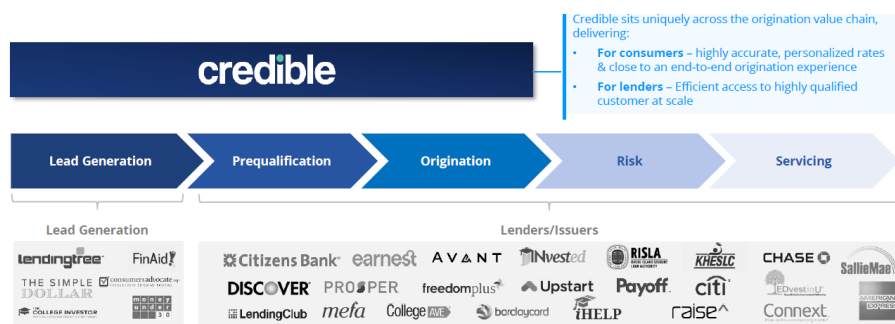 Credible sits uniquely across the origination value chain,
delivering:
• For consumers – highly accurate, personalized rates
& close to an end-to-end origination experience
• For lenders – Efficient access to highly qualified
customer at scale
credible
Lead Generation
Prequalification
Origination
Risk
Servicing
Lead Generation
Lenders/Issuers
lendingtree
FinAid
THE SIMPLE
DOLLAR
consumersadvocate
THE
COLLEGE INVESTOR
money
under
30
Citizens Bank
earnest
AVANT
INvested
RISLA
KHESLC
CHASE
SallieMae
DISCOVER
PROSPER
freedomplus
Upstart
Payoff
citi
EDvestinU
LendingClub
mefa
College AVE
barclaycard
iHELP
raise
Connext
AMERICAN
EXPRESS